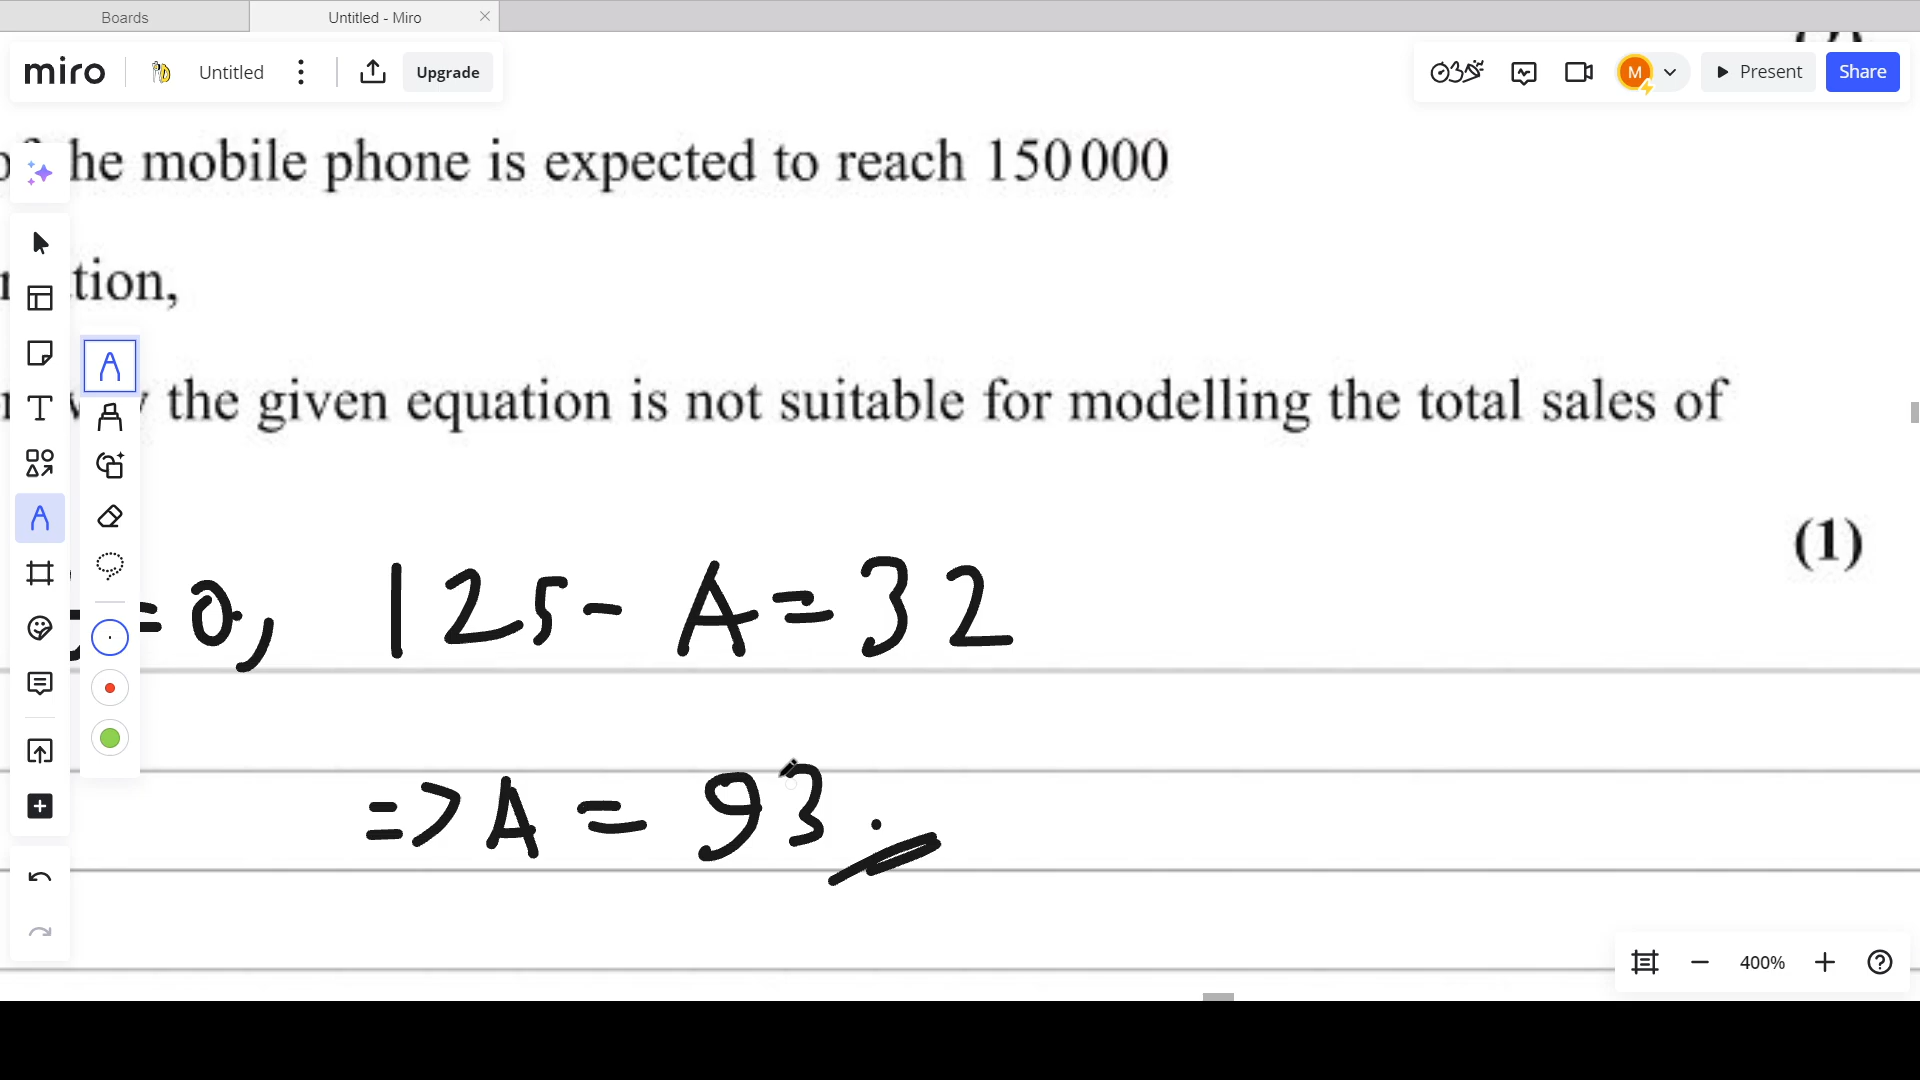 Boards
Untitled - Miro
miro
Untitled
Upgrade
M
Present
Share
he mobile phone is expected to reach 150 000
tion,
the given equation is not suitable for modelling the total sales of
(1)
= 0, 125 - A = 32
=> A = 93.
400%